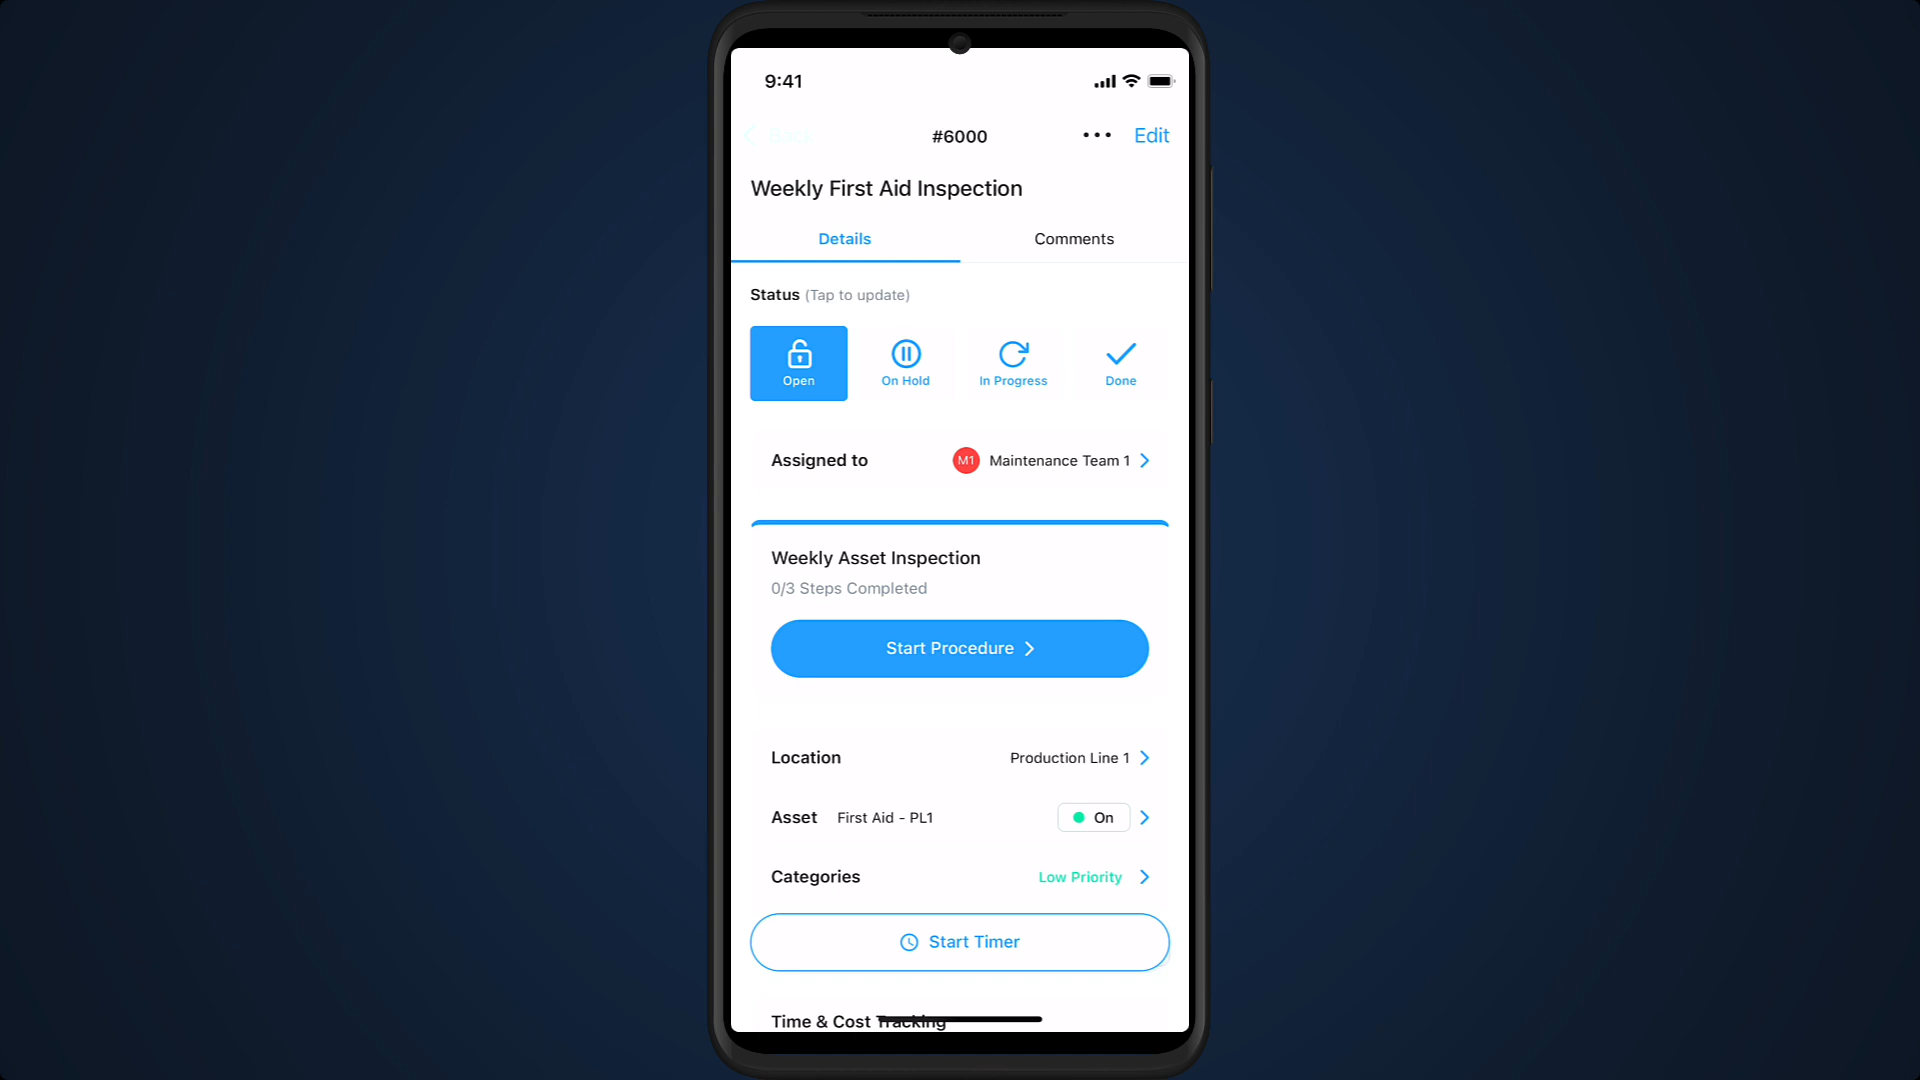 9:41
Back #6000 Edit
Weekly First Aid Inspection
Details Comments
Status (Tap to update)
Open On Hold In Progress Done
Assigned to M1 Maintenance Team 1
Weekly Asset Inspection
0/3 Steps Completed
Start Procedure
Location Production Line 1
Asset First Aid - PL1 On
Categories Low Priority
Start Timer
Time & Cost Tracking